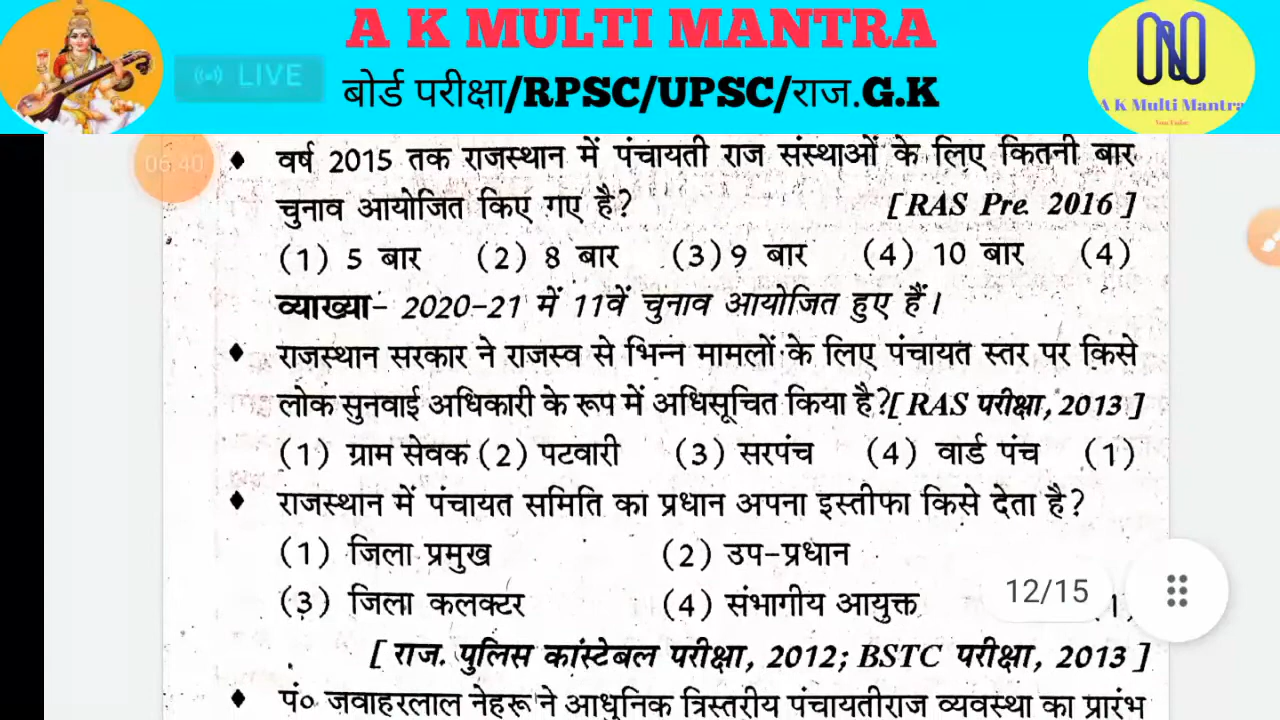 A K MULTI MANTRA
LIVE
बोर्ड परीक्षा/RPSC/UPSC/राज.G.K
A K Multi Mantra
You Tube
06:40
♦ वर्ष 2015 तक राजस्थान में पंचायती राज संस्थाओं के लिए कितनी बार
चुनाव आयोजित किए गए है? [RAS Pre. 2016]
(1) 5 बार (2) 8 बार (3) 9 बार (4) 10 बार (4)
व्याख्या- 2020-21 में 11वें चुनाव आयोजित हुए हैं।
♦ राजस्थान सरकार ने राजस्व से भिन्न मामलों के लिए पंचायत स्तर पर किसे
लोक सुनवाई अधिकारी के रूप में अधिसूचित किया है? [RAS परीक्षा, 2013]
(1) ग्राम सेवक (2) पटवारी (3) सरपंच (4) वार्ड पंच (1)
♦ राजस्थान में पंचायत समिति का प्रधान अपना इस्तीफा किसे देता है?
(1) जिला प्रमुख (2) उप-प्रधान
(3) जिला कलक्टर (4) संभागीय आयुक्त (1)
12/15
[राज. पुलिस कांस्टेबल परीक्षा, 2012; BSTC परीक्षा, 2013]
♦ पं० जवाहरलाल नेहरू ने आधुनिक त्रिस्तरीय पंचायतीराज व्यवस्था का प्रारंभ